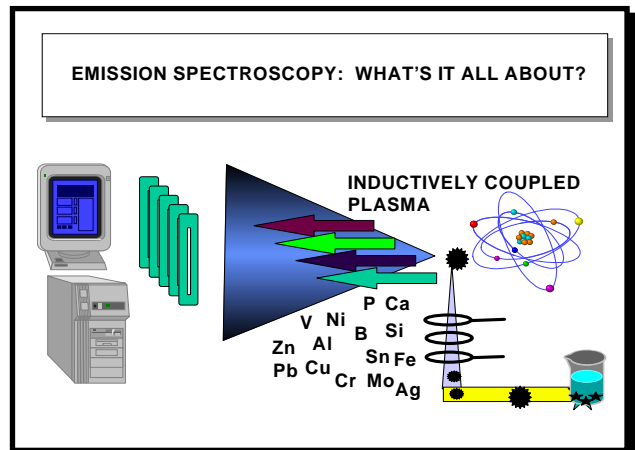 EMISSION SPECTROSCOPY: WHAT'S IT ALL ABOUT?
INDUCTIVELY COUPLED
PLASMA
P Ca
V Ni B Si
Zn Al
Sn Fe
Pb Cu
Cr Mo Ag